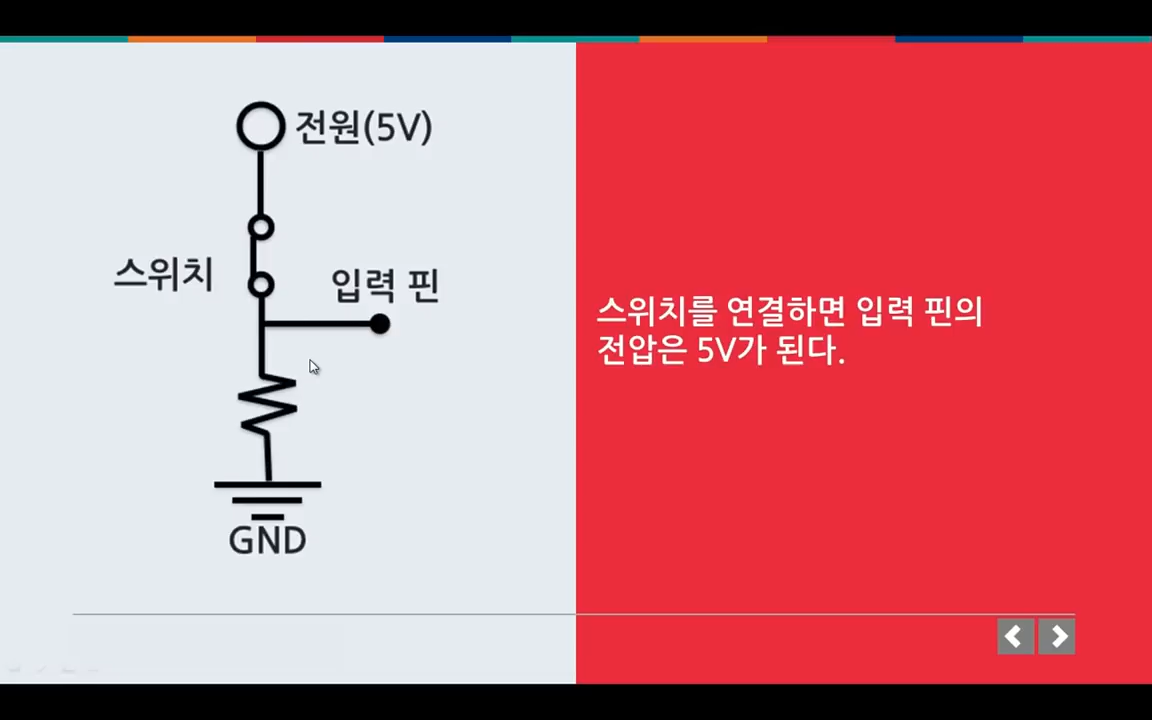 전원(5V)
스위치
입력 핀
GND
스위치를 연결하면 입력 핀의
전압은 5V가 된다.